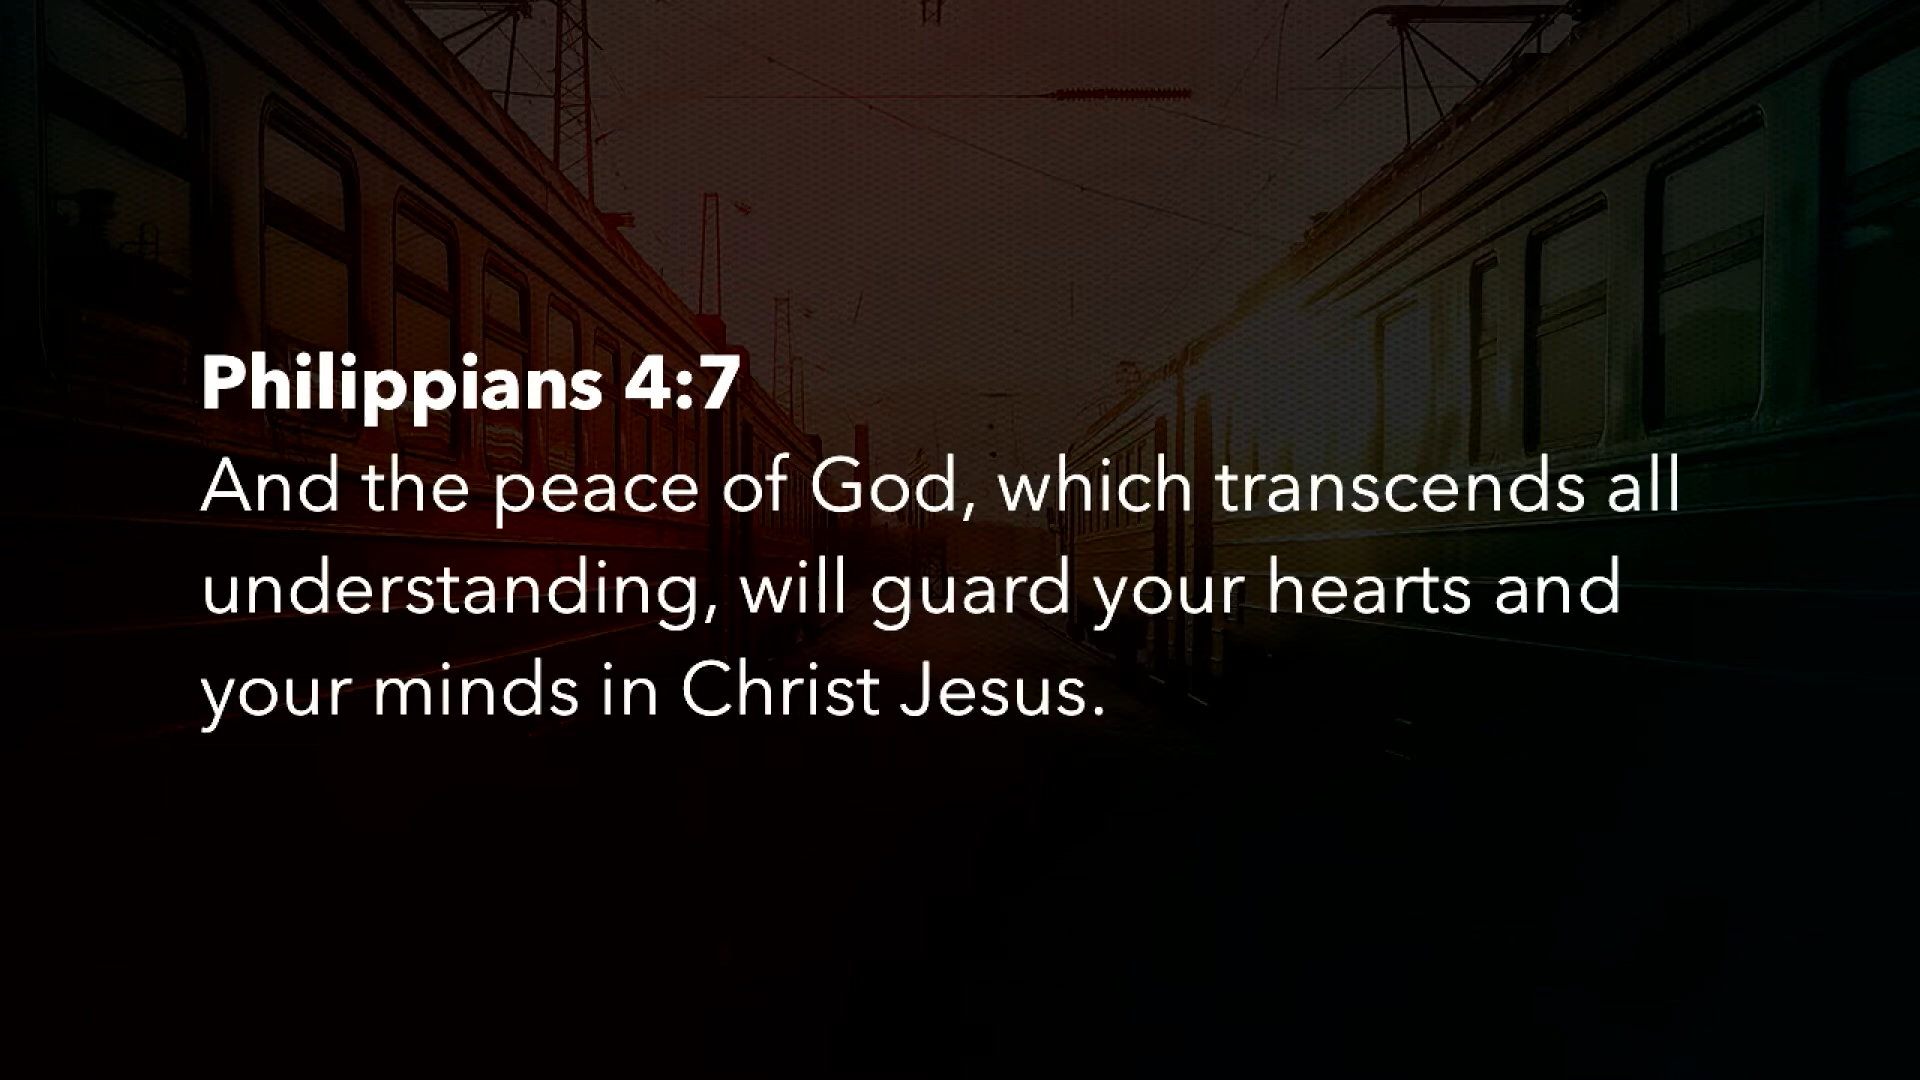 Philippians 4:7
And the peace of God, which transcends all
understanding, will guard your hearts and
your minds in Christ Jesus.